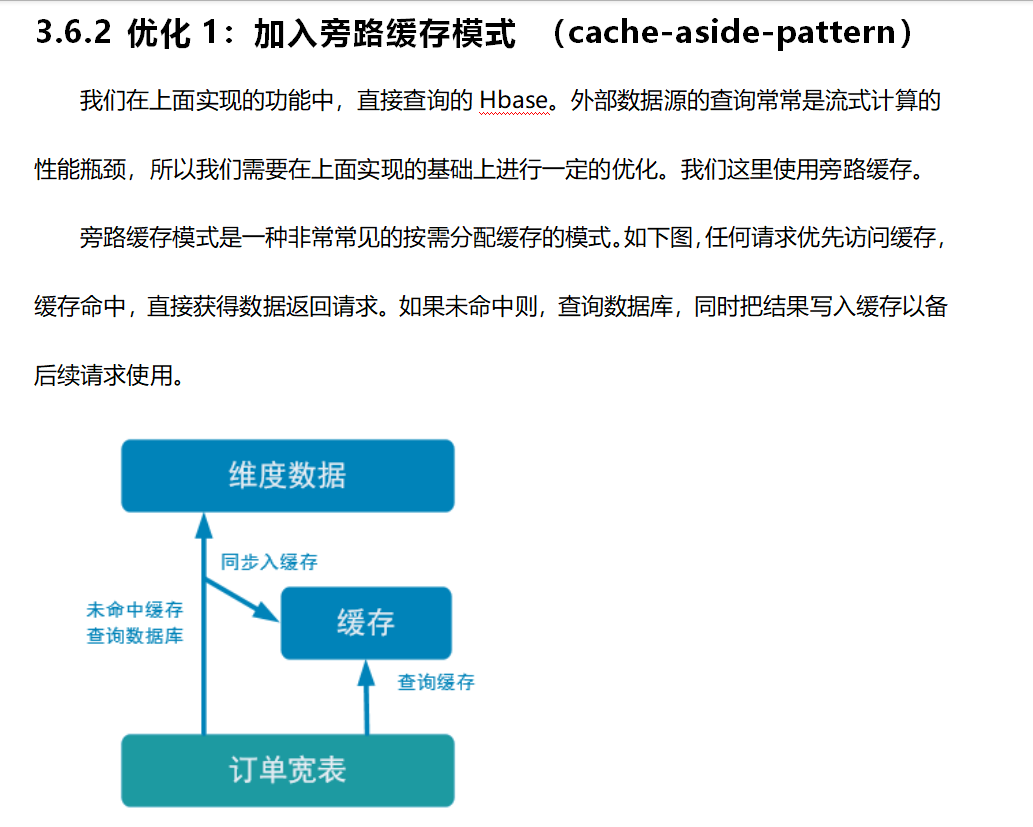 3.6.2 优化 1：加入旁路缓存模式 （cache-aside-pattern）
我们在上面实现的功能中，直接查询的 Hbase。外部数据源的查询常常是流式计算的
性能瓶颈，所以我们需要在上面实现的基础上进行一定的优化。我们这里使用旁路缓存。
旁路缓存模式是一种非常常见的按需分配缓存的模式。如下图，任何请求优先访问缓存，
缓存命中，直接获得数据返回请求。如果未命中则，查询数据库，同时把结果写入缓存以备
后续请求使用。
维度数据
同步入缓存
未命中缓存
查询数据库
缓存
查询缓存
订单宽表